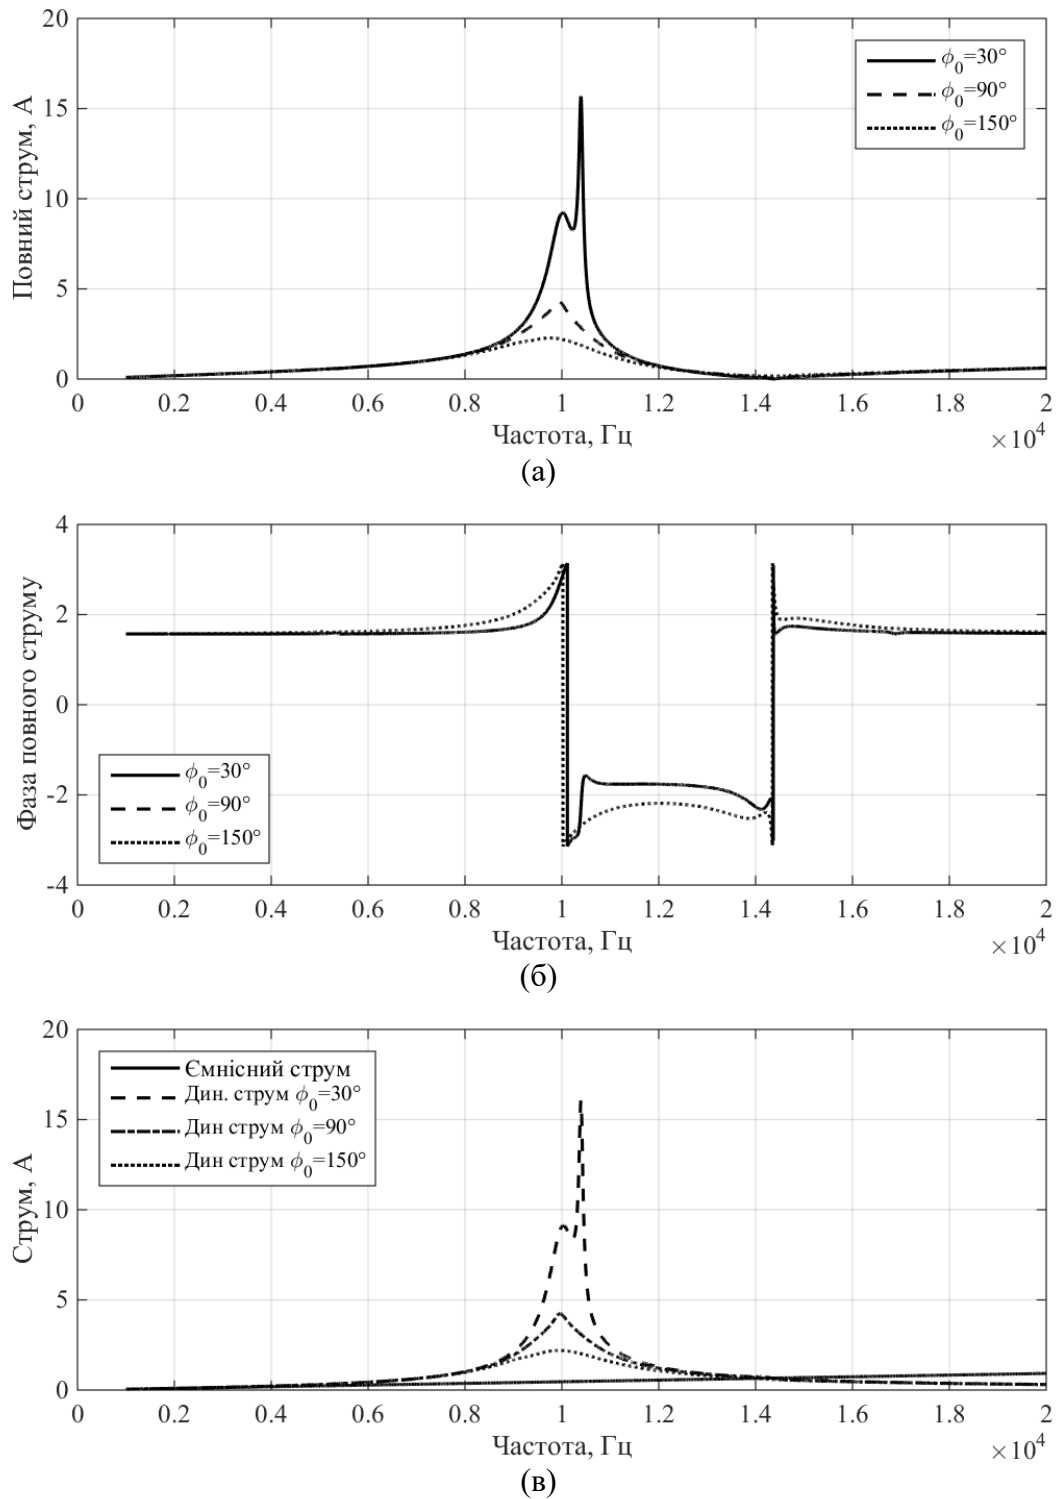 20
15
10
5
0
Повний струм, А
ϕ0=30°
ϕ0=90°
ϕ0=150°
0 0.2 0.4 0.6 0.8 1 1.2 1.4 1.6 1.8 2
Частота, Гц
×10^4
(а)
4
2
0
-2
-4
Фаза повного струму
ϕ0=30°
ϕ0=90°
ϕ0=150°
0 0.2 0.4 0.6 0.8 1 1.2 1.4 1.6 1.8 2
Частота, Гц
×10^4
(б)
20
15
10
5
0
Струм, А
Ємнісний струм
Дин. струм ϕ0=30°
Дин струм ϕ0=90°
Дин струм ϕ0=150°
0 0.2 0.4 0.6 0.8 1 1.2 1.4 1.6 1.8 2
Частота, Гц
×10^4
(в)